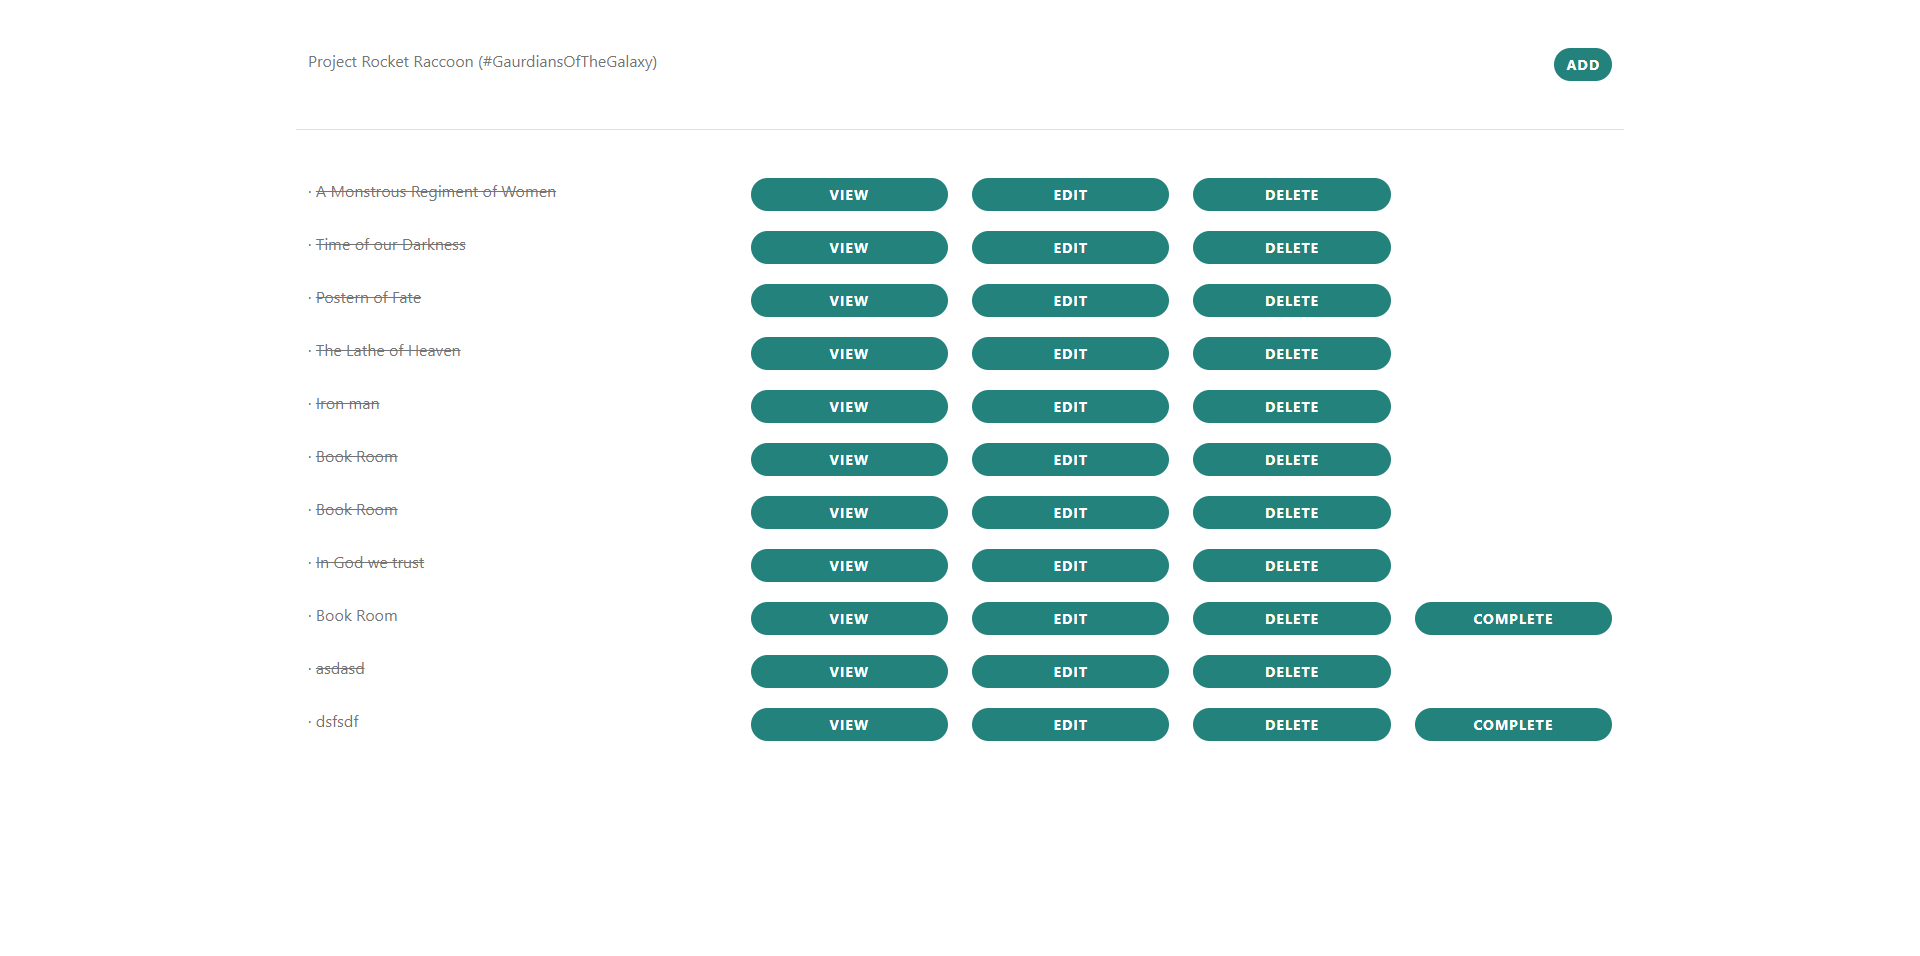 Project Rocket Raccoon (#GaurdiansOfTheGalaxy) ADD
· A Monstrous Regiment of Women VIEW EDIT DELETE
· Time of our Darkness VIEW EDIT DELETE
· Postern of Fate VIEW EDIT DELETE
· The Lathe of Heaven VIEW EDIT DELETE
· Iron man VIEW EDIT DELETE
· Book Room VIEW EDIT DELETE
· Book Room VIEW EDIT DELETE
· In God we trust VIEW EDIT DELETE
· Book Room VIEW EDIT DELETE COMPLETE
· asdasd VIEW EDIT DELETE
· dsfsdf VIEW EDIT DELETE COMPLETE